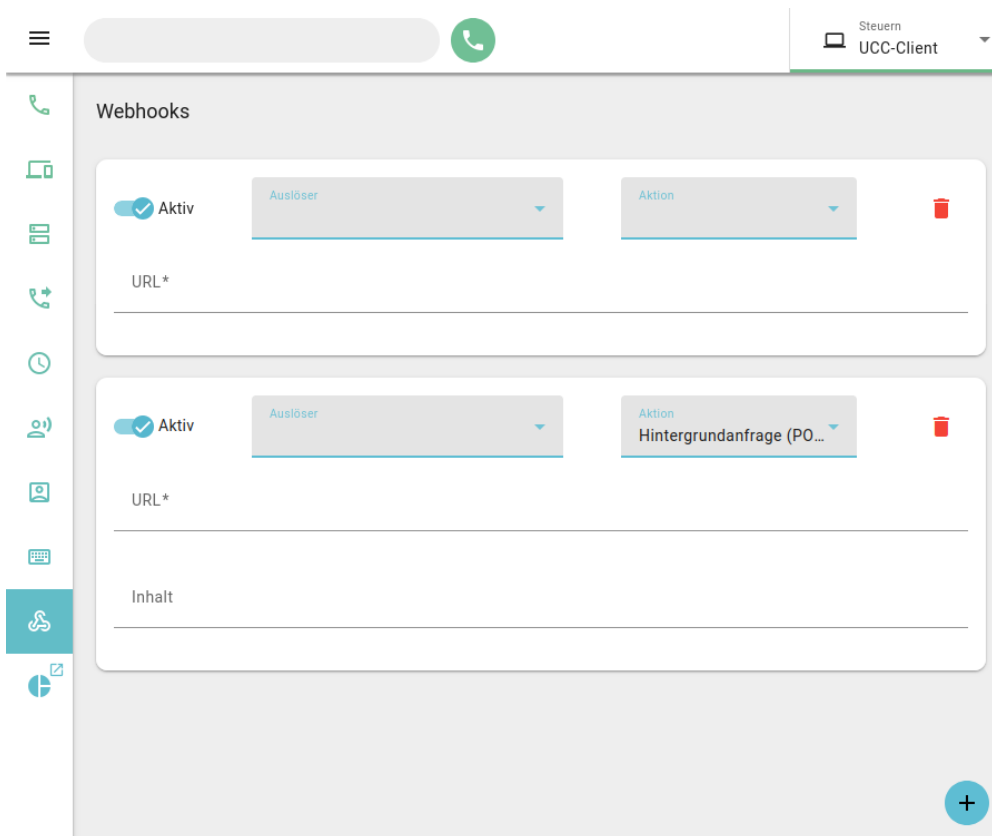 Steuern
UCC-Client
Webhooks
Aktiv
Auslöser
Aktion
URL*
Aktiv
Auslöser
Aktion
Hintergrundanfrage (PO...
URL*
Inhalt